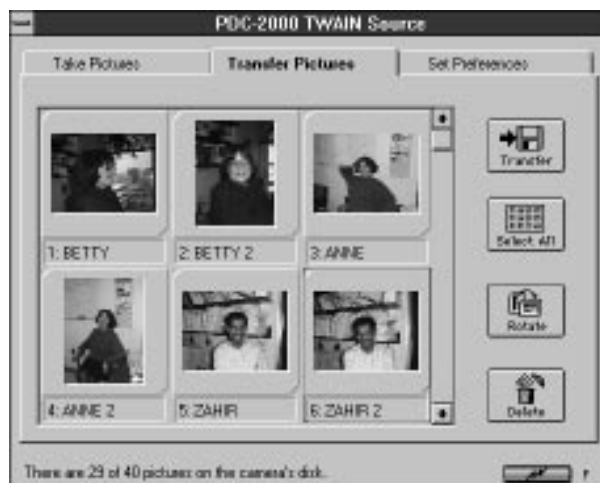 PDC-2000 TWAIN Source
Take Pictures Transfer Pictures Set Preferences
1: BETTY 2: BETTY 2 3: ANNE
4: ANNE 2 5: ZAHIR 6: ZAHIR 2
Transfer
Select All
Rotate
Delete
There are 29 of 40 pictures on the camera's disk.